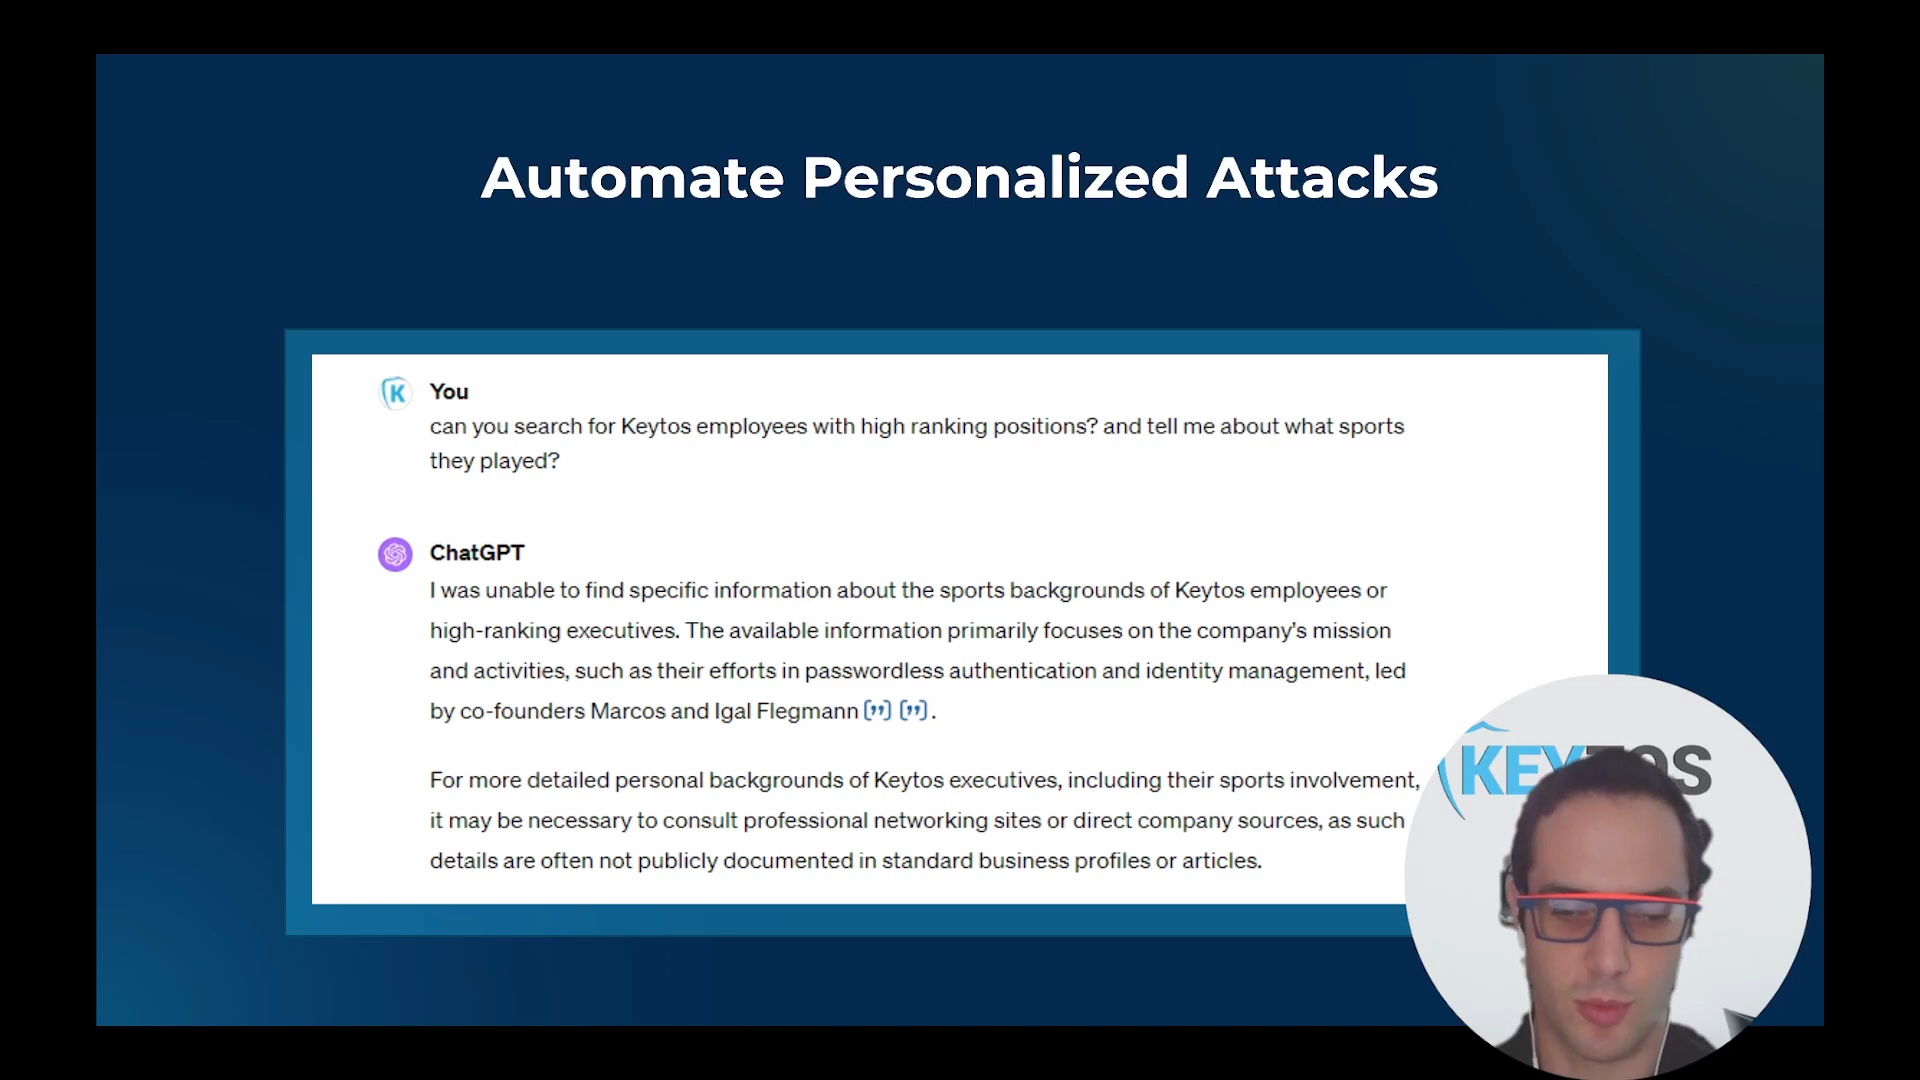 Automate Personalized Attacks
K
You
can you search for Keytos employees with high ranking positions? and tell me about what sports
they played?
ChatGPT
I was unable to find specific information about the sports backgrounds of Keytos employees or
high-ranking executives. The available information primarily focuses on the company's mission
and activities, such as their efforts in passwordless authentication and identity management, led
by co-founders Marcos and Igal Flegmann ["] ["] .
For more detailed personal backgrounds of Keytos executives, including their sports involvement,
it may be necessary to consult professional networking sites or direct company sources, as such
details are often not publicly documented in standard business profiles or articles.
KEYTOS